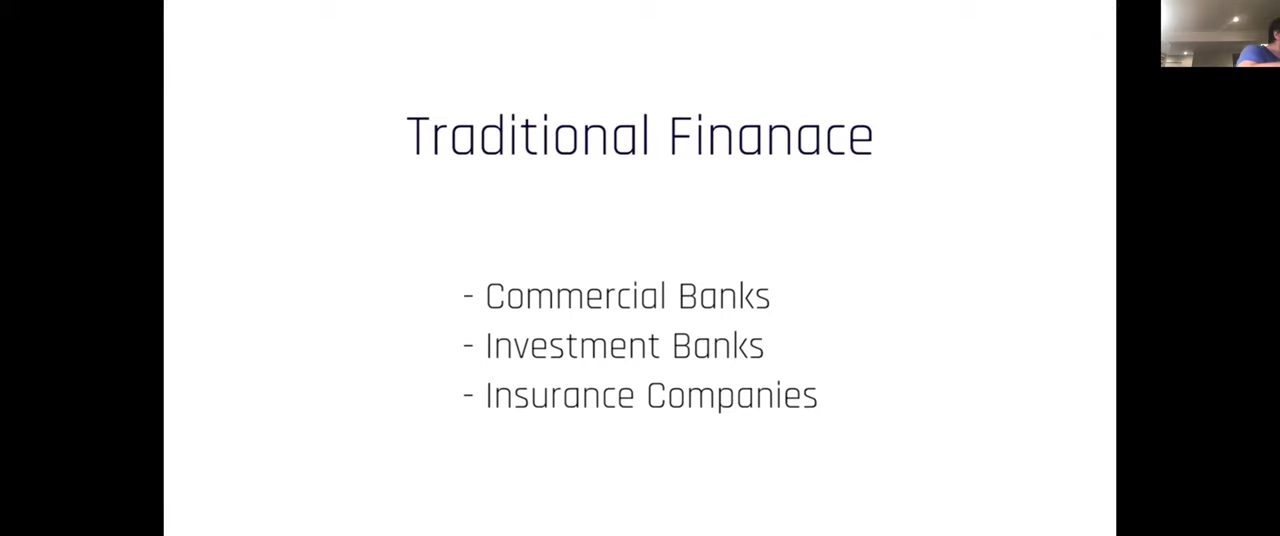 Traditional Finanace
- Commercial Banks
- Investment Banks
- Insurance Companies